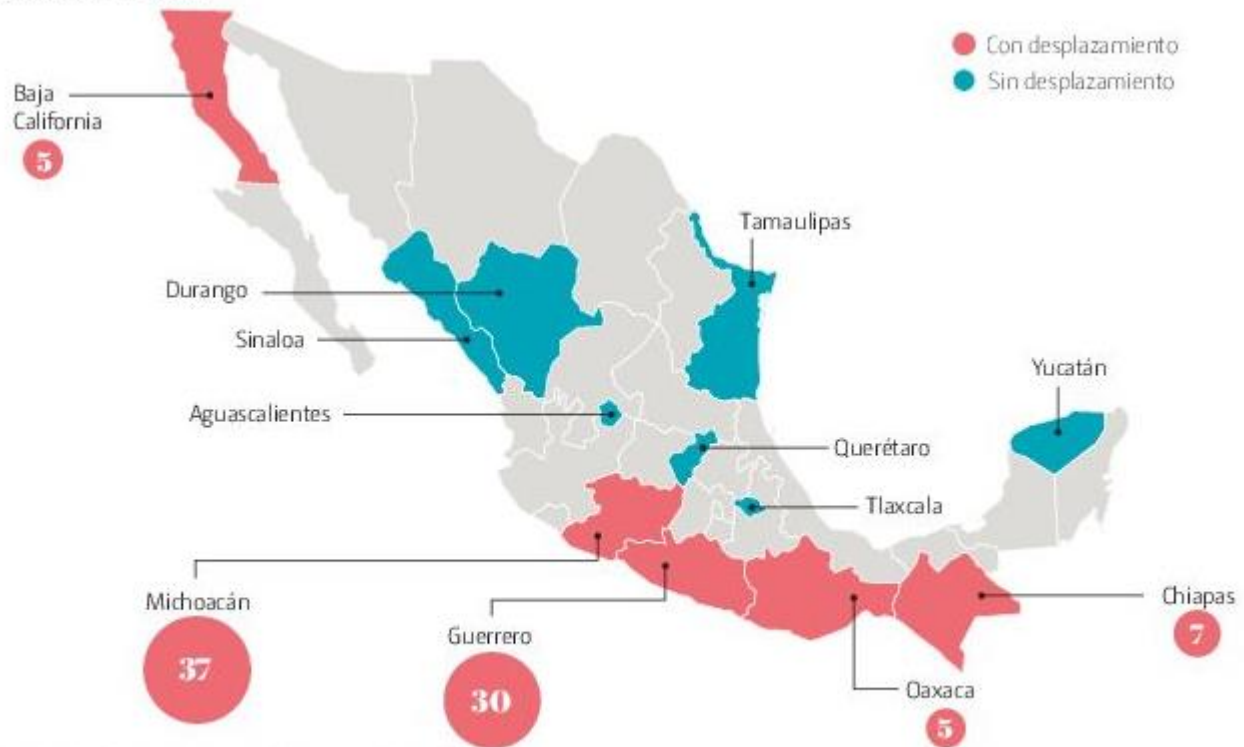 Con desplazamiento
Sin desplazamiento
Baja
California
5
Tamaulipas
Durango
Sinaloa
Yucatán
Aguascalientes
Querétaro
Tlaxcala
Michoacán
37
Guerrero
30
Chiapas
7
Oaxaca
5